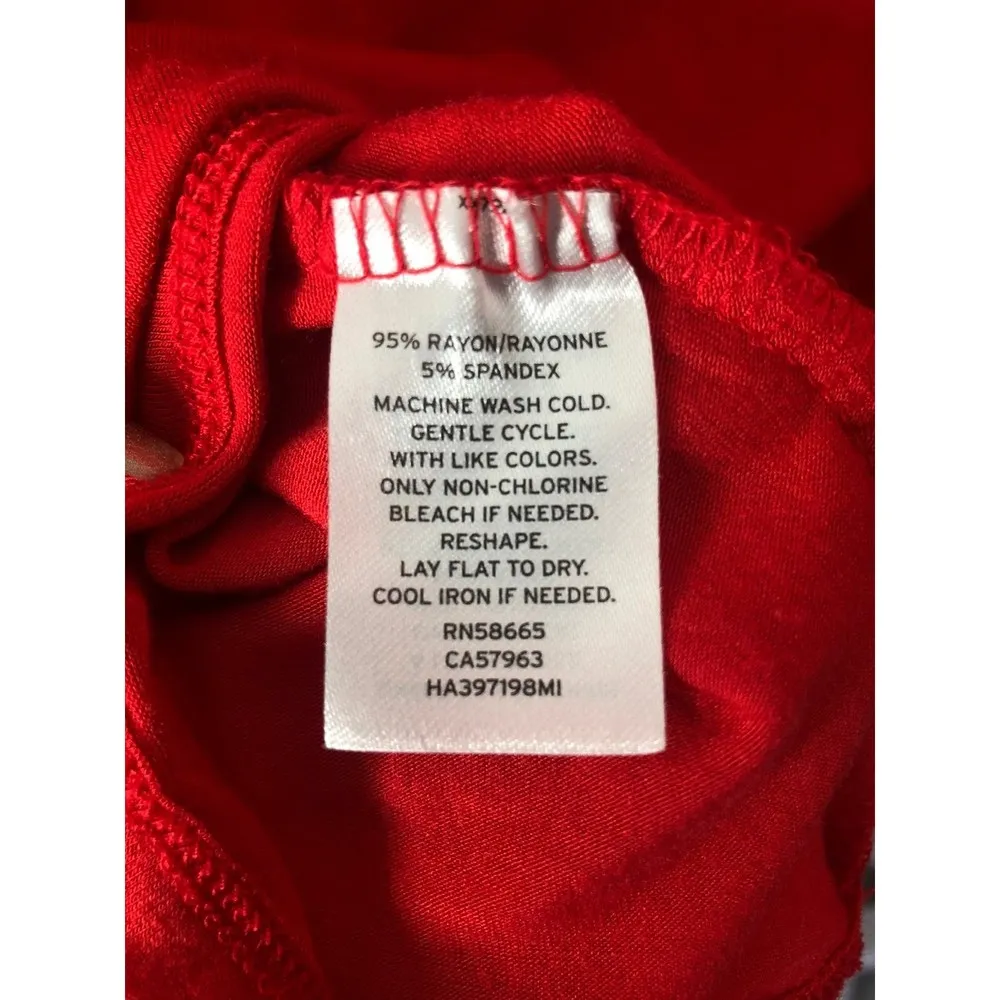 95% RAYON/RAYONNE
5% SPANDEX
MACHINE WASH COLD.
GENTLE CYCLE.
WITH LIKE COLORS.
ONLY NON-CHLORINE
BLEACH IF NEEDED.
RESHAPE.
LAY FLAT TO DRY.
COOL IRON IF NEEDED.
RN58665
CA57963
HA397198MI